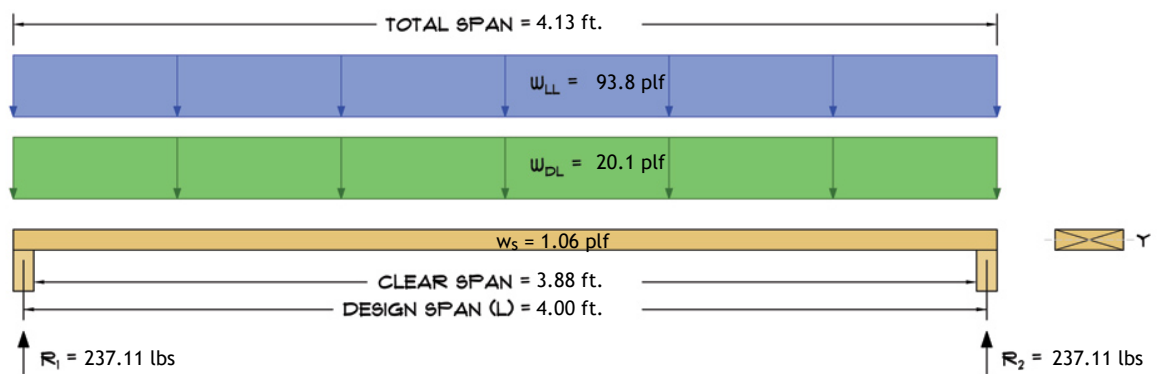 TOTAL SPAN = 4.13 ft.
wLL = 93.8 plf
wDL = 20.1 plf
ws = 1.06 plf
Y
CLEAR SPAN = 3.88 ft.
DESIGN SPAN (L) = 4.00 ft.
R1 = 237.11 lbs
R2 = 237.11 lbs